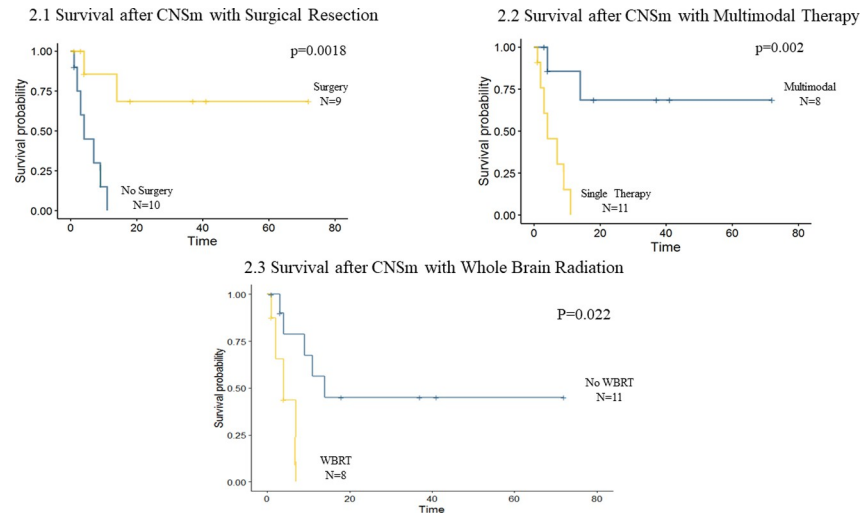 2.1 Survival after CNSm with Surgical Resection
p=0.0018
Surgery
N=9
No Surgery
N=10
Survival probability
1.00
0.75
0.50
0.25
0.00
0 20 40 60 80
Time
2.2 Survival after CNSm with Multimodal Therapy
p=0.002
Multimodal
N=8
Single Therapy
N=11
Survival probability
1.00
0.75
0.50
0.25
0.00
0 20 40 60 80
Time
2.3 Survival after CNSm with Whole Brain Radiation
P=0.022
No WBRT
N=11
WBRT
N=8
Survival probability
1.00
0.75
0.50
0.25
0.00
0 20 40 60 80
Time